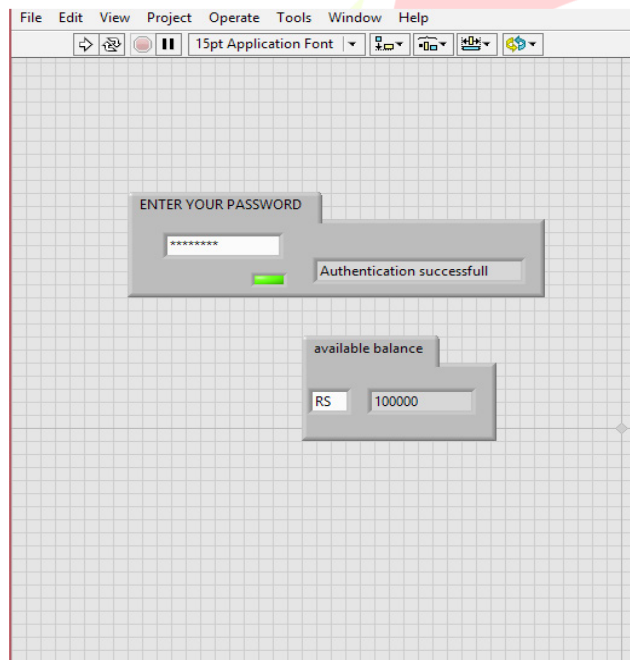 File Edit View Project Operate Tools Window Help
15pt Application Font
ENTER YOUR PASSWORD
********
Authentication successfull
available balance
RS 100000